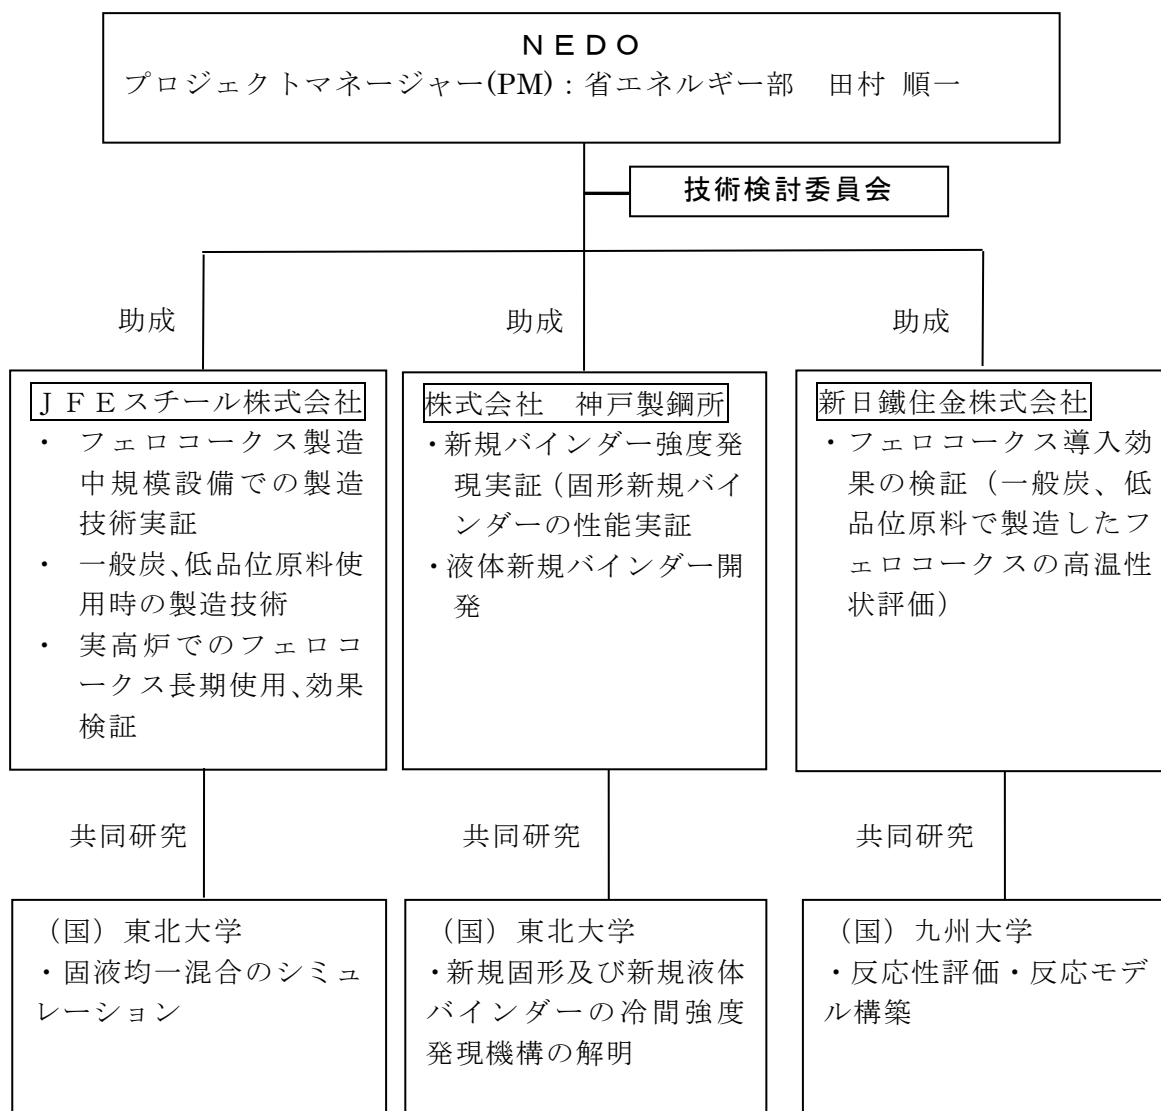 ＮＥＤＯ
プロジェクトマネージャー(PM)：省エネルギー部　田村 順一
技術検討委員会
助成
助成
助成
ＪＦＥスチール株式会社
・ フェロコークス製造
中規模設備での製造
技術実証
・ 一般炭、低品位原料使
用時の製造技術
・ 実高炉でのフェロコ
ークス長期使用、効果
検証
株式会社　神戸製鋼所
・新規バインダー強度発
現実証（固形新規バイ
ンダーの性能実証
・液体新規バインダー開
発
新日鐵住金株式会社
・フェロコークス導入効
果の検証（一般炭、低
品位原料で製造したフ
ェロコークスの高温性
状評価）
共同研究
共同研究
共同研究
（国）東北大学
・固液均一混合のシミュ
レーション
（国）東北大学
・新規固形及び新規液体
バインダーの冷間強度
発現機構の解明
（国）九州大学
・反応性評価・反応モデ
ル構築